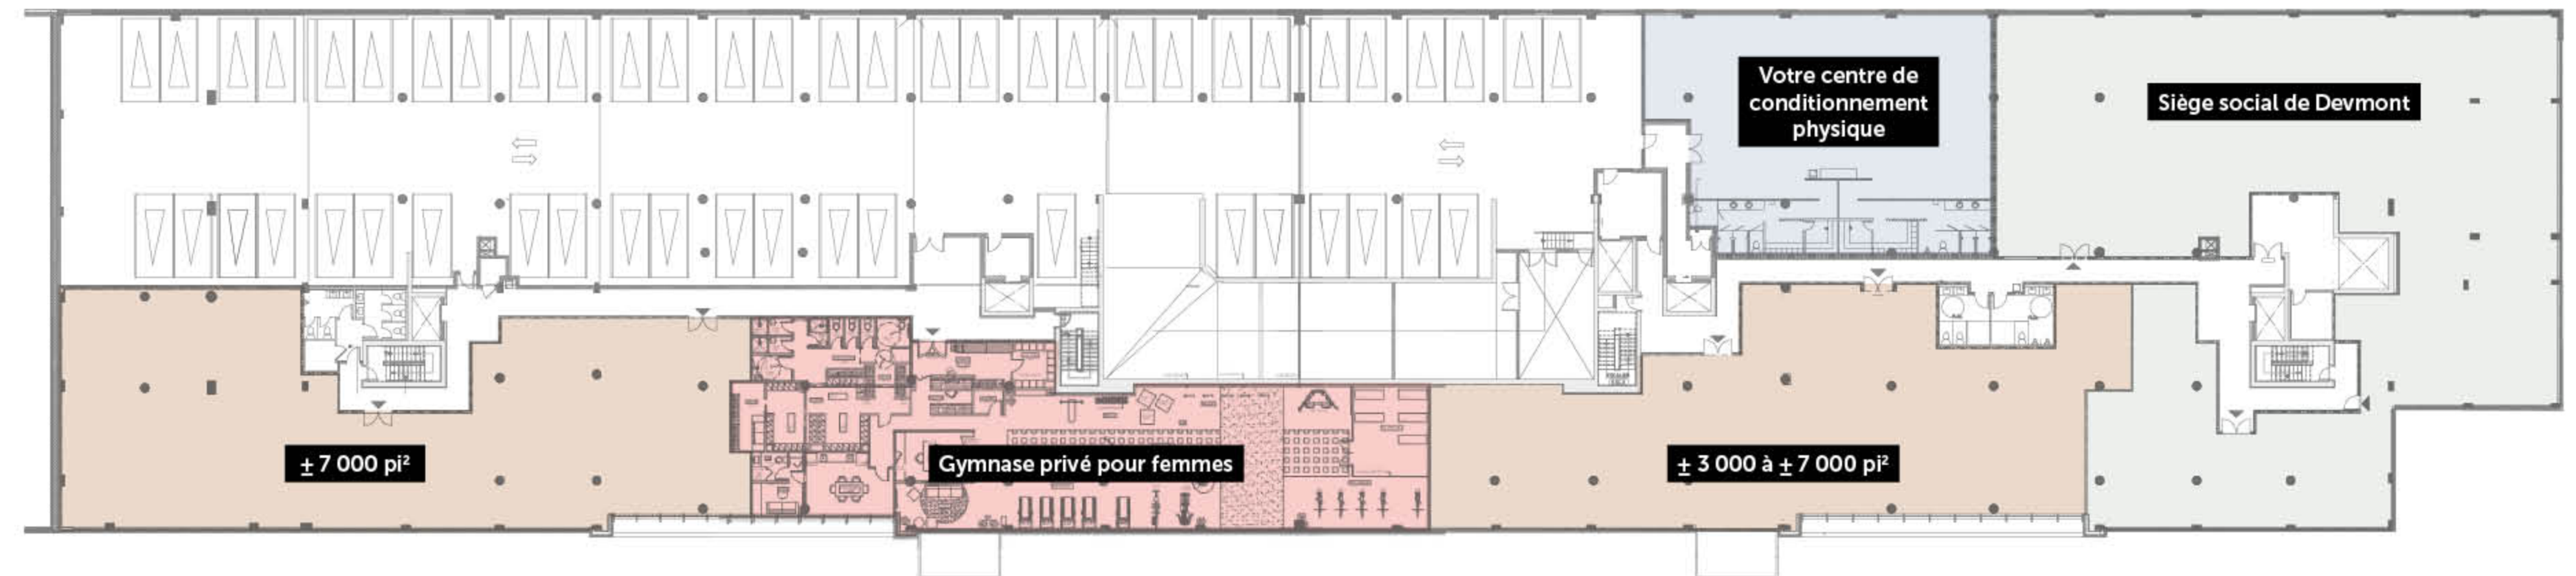 Votre centre de
conditionnement
physique
Siège social de Devmont
± 7 000 pi²
Gymnase privé pour femmes
± 3 000 à ± 7 000 pi²